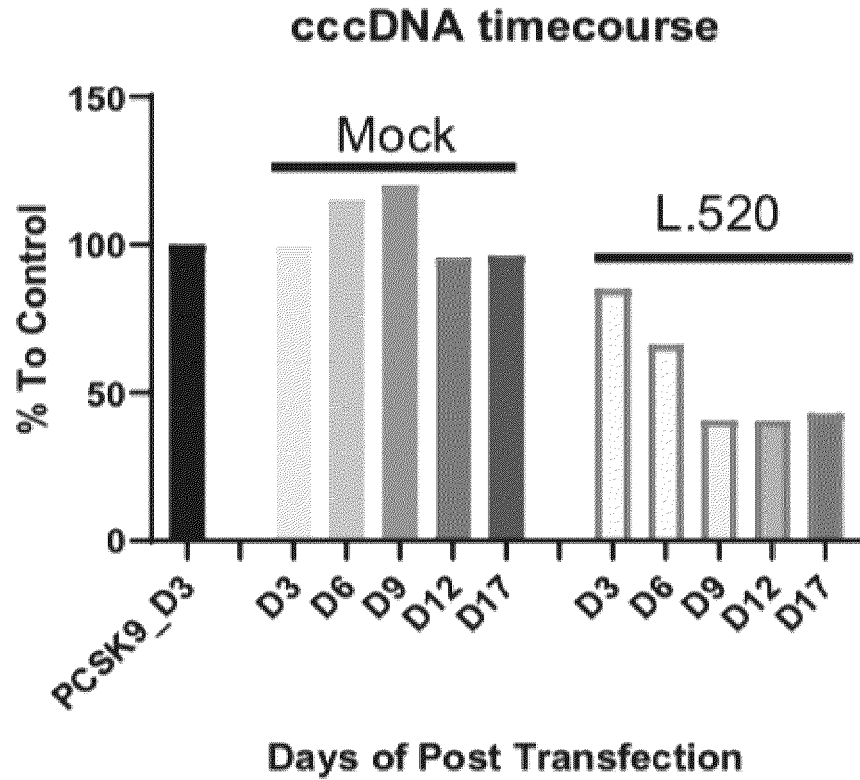 cccDNA timecourse
150
100
50
0
% To Control
Mock
L.520
PCSK9_D3
D3
D6
D9
D12
D17
D3
D6
D9
D12
D17
Days of Post Transfection